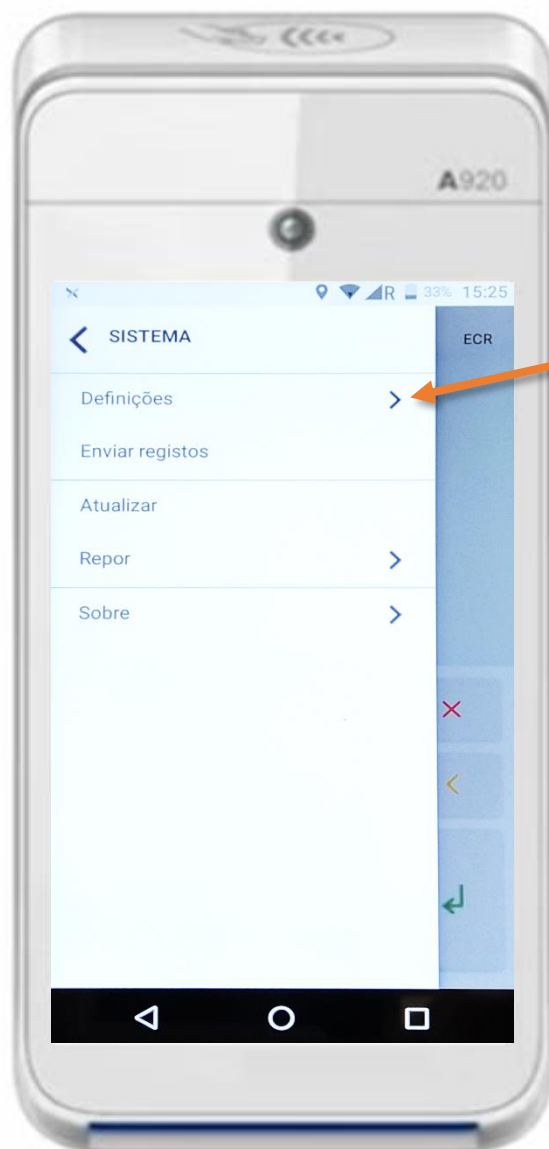 A920
R 33% 15:25
SISTEMA
ECR
Definições
Enviar registos
Atualizar
Repor
Sobre